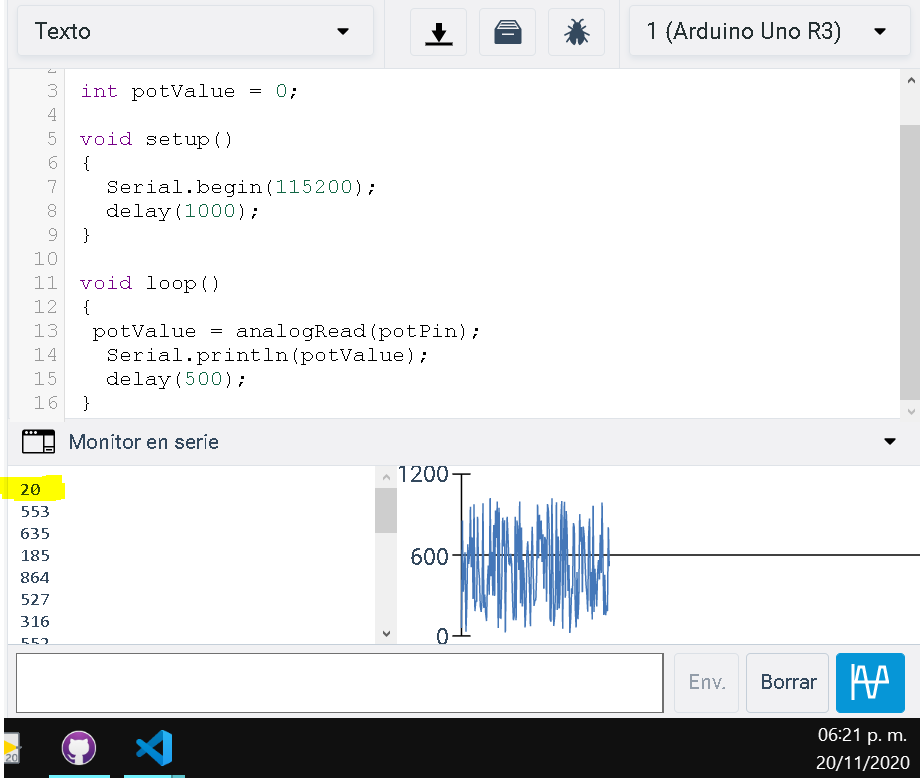 Texto
1 (Arduino Uno R3)
2
3 int potValue = 0;
4
5 void setup()
6 {
7 Serial.begin(115200);
8 delay(1000);
9 }
10
11 void loop()
12 {
13 potValue = analogRead(potPin);
14 Serial.println(potValue);
15 delay(500);
16 }
Monitor en serie
20
553
635
185
864
527
316
552
1200
600
0
Env.
Borrar
20
06:21 p. m.
20/11/2020